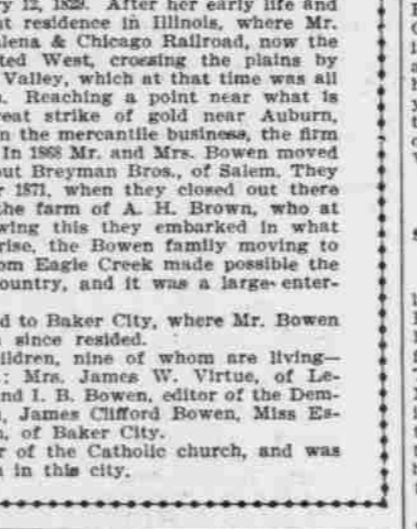 ry 12, 1829. After her early life and
nt residence in Illinois, where Mr.
alena & Chicago Railroad, now the
ted West, crossing the plains by
Valley, which at that time was all
Reaching a point near what is
reat strike of gold near Auburn,
n the mercantile business, the firm
In 1868 Mr. and Mrs. Bowen moved
out Breyman Bros., of Salem. They
r 1871, when they closed out there
the farm of A. H. Brown, who at
wing this they embarked in what
rise, the Bowen family moving to
om Eagle Creek made possible the
ountry, and it was a large enter-
d to Baker City, where Mr. Bowen
since resided.
ildren, nine of whom are living—
.: Mrs. James W. Virtue, of Le-
nd I. B. Bowen, editor of the Dem-
, James Clifford Bowen, Miss Es-
, of Baker City.
r of the Catholic church, and was
in this city.